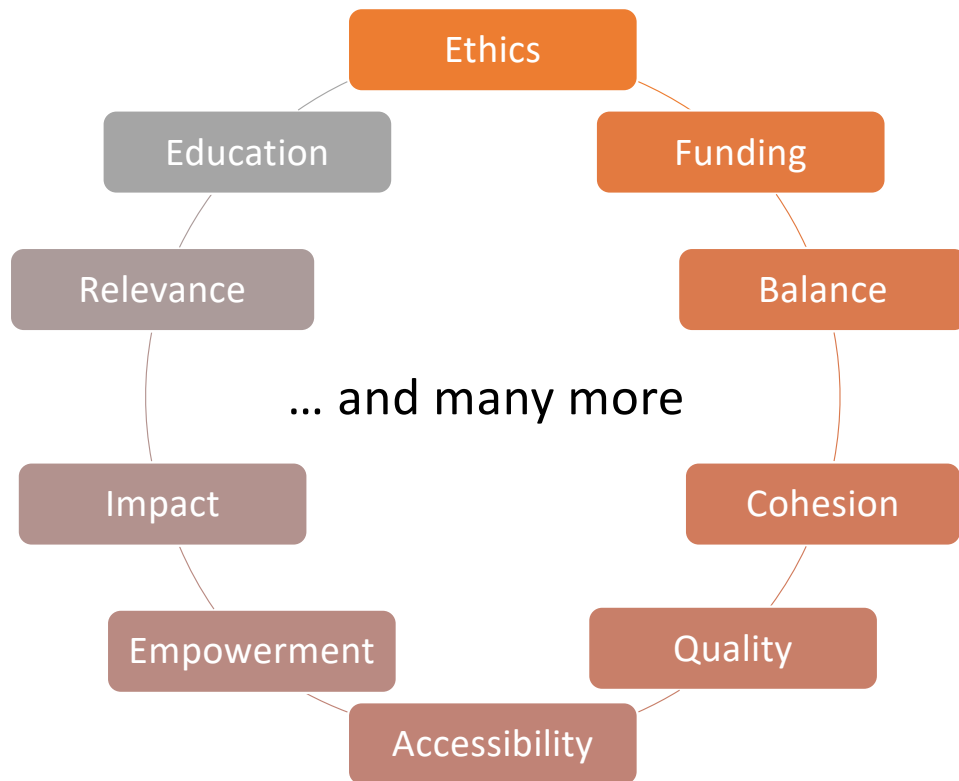 Ethics
Education
Funding
Relevance
Balance
... and many more
Impact
Cohesion
Empowerment
Quality
Accessibility